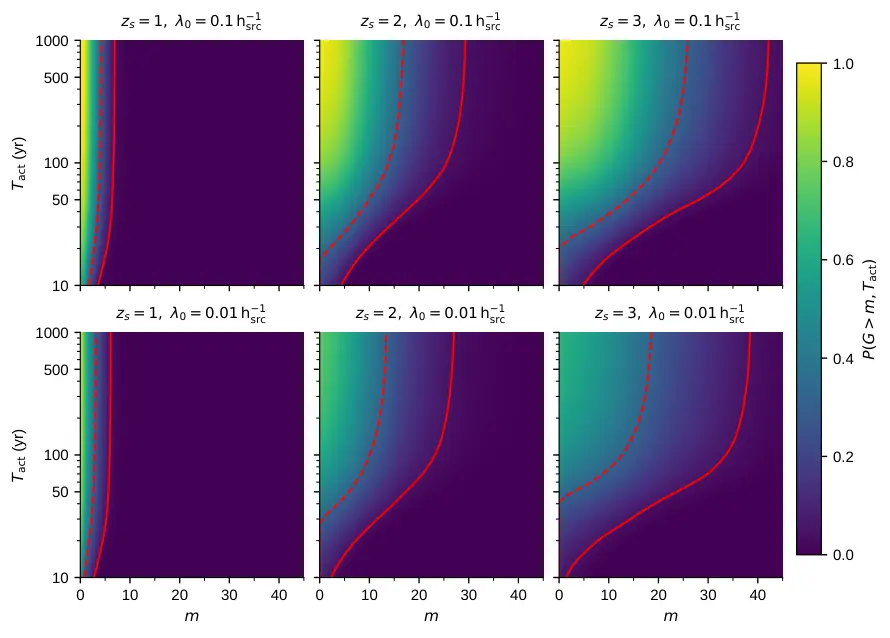 z_s = 1, λ_0 = 0.1 h_src^−1
z_s = 2, λ_0 = 0.1 h_src^−1
z_s = 3, λ_0 = 0.1 h_src^−1
1000
500
100
50
10
T_act (yr)
1.0
0.8
0.6
0.4
0.2
0.0
P(G > m, T_act)
z_s = 1, λ_0 = 0.01 h_src^−1
z_s = 2, λ_0 = 0.01 h_src^−1
z_s = 3, λ_0 = 0.01 h_src^−1
1000
500
100
50
10
T_act (yr)
0 10 20 30 40
0 10 20 30 40
0 10 20 30 40
m
m
m